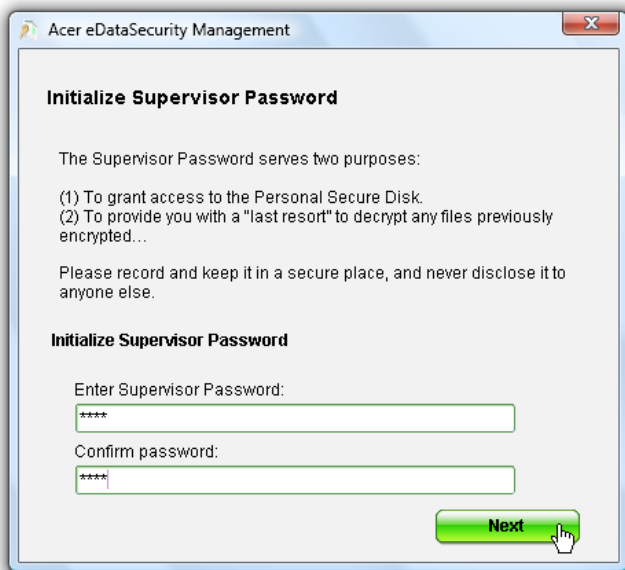 Acer eDataSecurity Management
Initialize Supervisor Password
The Supervisor Password serves two purposes:
(1) To grant access to the Personal Secure Disk.
(2) To provide you with a "last resort" to decrypt any files previously
encrypted...
Please record and keep it in a secure place, and never disclose it to
anyone else.
Initialize Supervisor Password
Enter Supervisor Password:
****
Confirm password:
****
Next